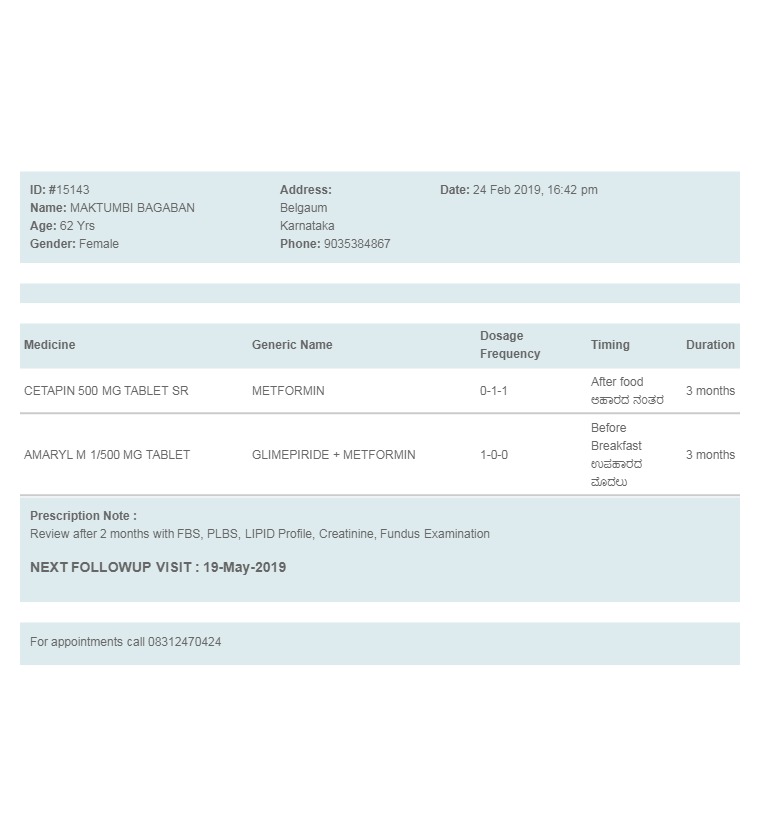 ID: #15143
Name: MAKTUMBI BAGABAN
Age: 62 Yrs
Gender: Female
Address:
Belgaum
Karnataka
Phone: 9035384867
Date: 24 Feb 2019, 16:42 pm
Medicine Generic Name Dosage Frequency Timing Duration
CETAPIN 500 MG TABLET SR METFORMIN 0-1-1 After food ಆಹಾರದ ನಂತರ 3 months
AMARYL M 1/500 MG TABLET GLIMEPIRIDE + METFORMIN 1-0-0 Before Breakfast ಉಪಹಾರದ ಮೊದಲು 3 months
Prescription Note :
Review after 2 months with FBS, PLBS, LIPID Profile, Creatinine, Fundus Examination
NEXT FOLLOWUP VISIT : 19-May-2019
For appointments call 08312470424